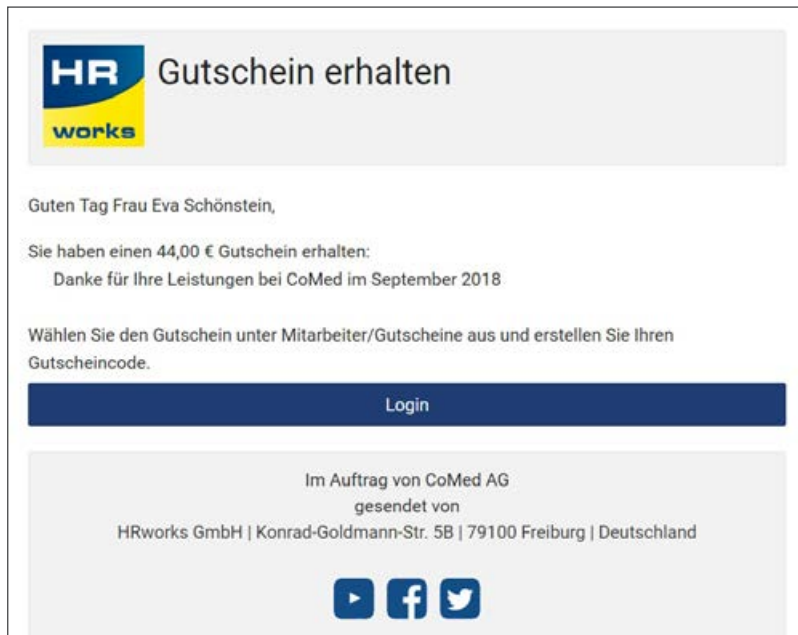 HR
works
Gutschein erhalten
Guten Tag Frau Eva Schönstein,
Sie haben einen 44,00 € Gutschein erhalten:
Danke für Ihre Leistungen bei CoMed im September 2018
Wählen Sie den Gutschein unter Mitarbeiter/Gutscheine aus und erstellen Sie Ihren
Gutscheincode.
Login
Im Auftrag von CoMed AG
gesendet von
HRworks GmbH | Konrad-Goldmann-Str. 5B | 79100 Freiburg | Deutschland